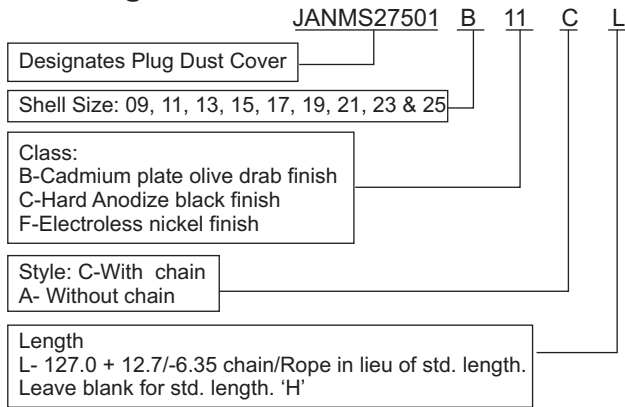 JANMS27501 B 11 C L
Designates Plug Dust Cover
Shell Size: 09, 11, 13, 15, 17, 19, 21, 23 & 25
Class:
B-Cadmium plate olive drab finish
C-Hard Anodize black finish
F-Electroless nickel finish
Style: C-With chain
A- Without chain
Length
L- 127.0 + 12.7/-6.35 chain/Rope in lieu of std. length.
Leave blank for std. length. ‘H’